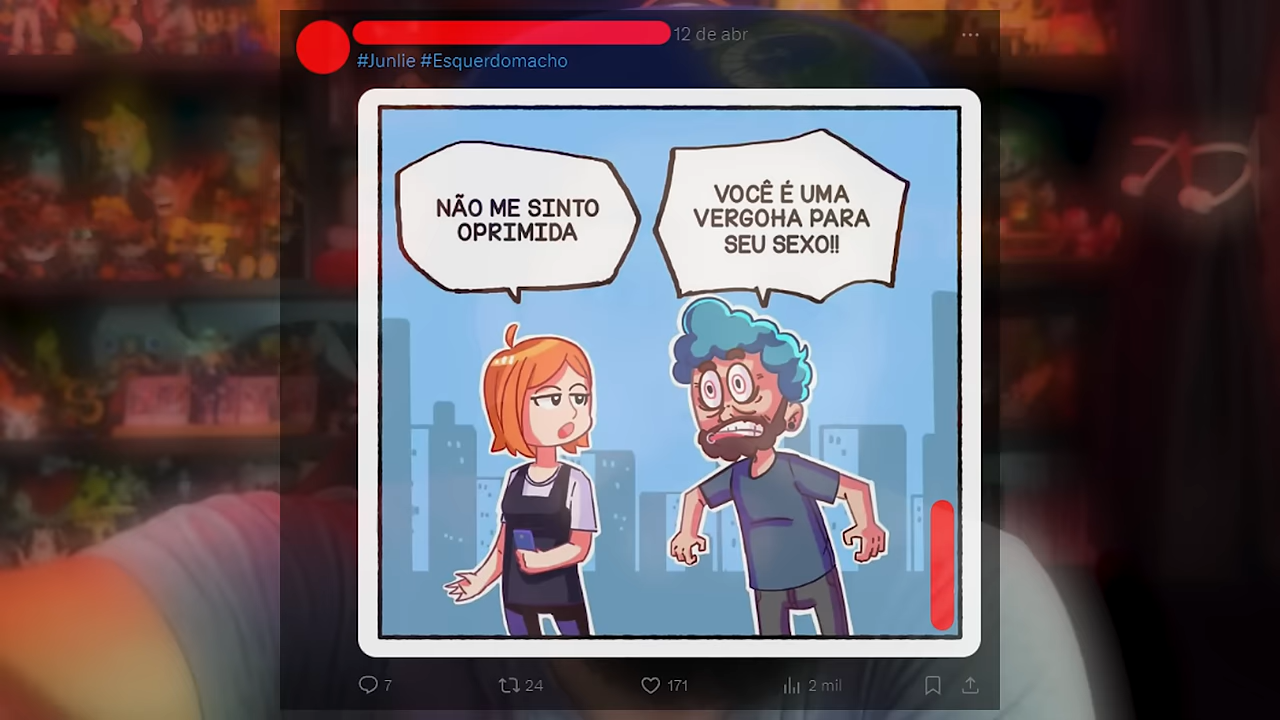 12 de abr
#Junlie #Esquerdomacho
NÃO ME SINTO
OPRIMIDA
VOCÊ É UMA
VERGOHA PARA
SEU SEXO!!
7 24 171 2 mil